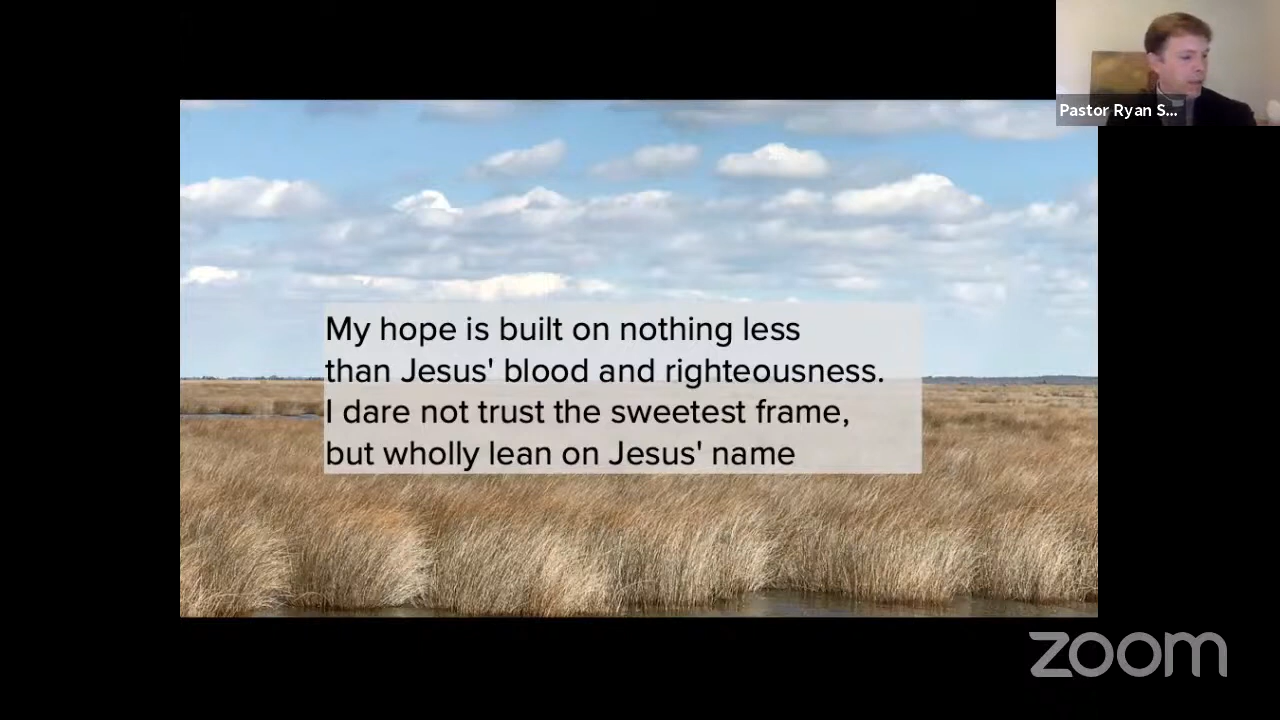 Pastor Ryan S...
My hope is built on nothing less
than Jesus' blood and righteousness.
I dare not trust the sweetest frame,
but wholly lean on Jesus' name
zoom